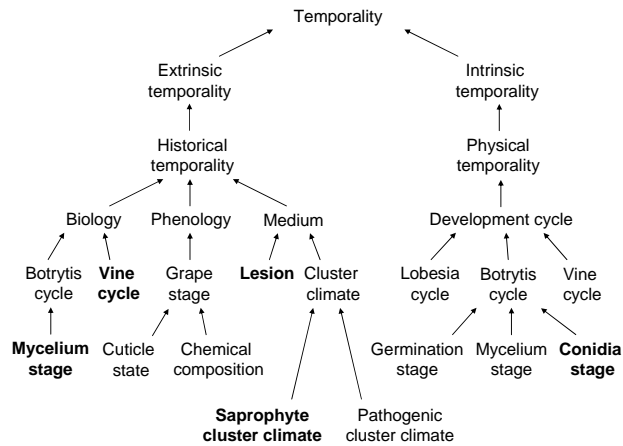 Temporality
Extrinsic
temporality
Intrinsic
temporality
Historical
temporality
Physical
temporality
Biology
Phenology
Medium
Development cycle
Botrytis
cycle
Vine
cycle
Grape
stage
Lesion
Cluster
climate
Lobesia
cycle
Botrytis
cycle
Vine
cycle
Mycelium
stage
Cuticle
state
Chemical
composition
Germination
stage
Mycelium
stage
Conidia
stage
Saprophyte
cluster climate
Pathogenic
cluster climate